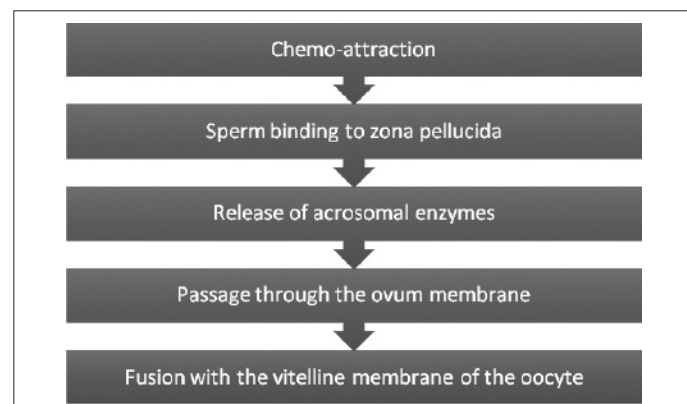 Chemo-attraction
Sperm binding to zona pellucida
Release of acrosomal enzymes
Passage through the ovum membrane
Fusion with the vitelline membrane of the oocyte